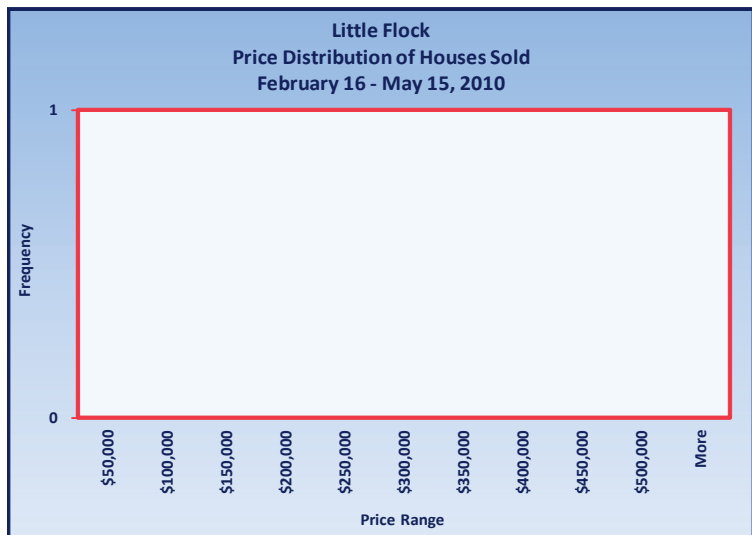 Little Flock
Price Distribution of Houses Sold
February 16 - May 15, 2010
1
Frequency
0
$50,000
$100,000
$150,000
$200,000
$250,000
$300,000
$350,000
$400,000
$450,000
$500,000
More
Price Range